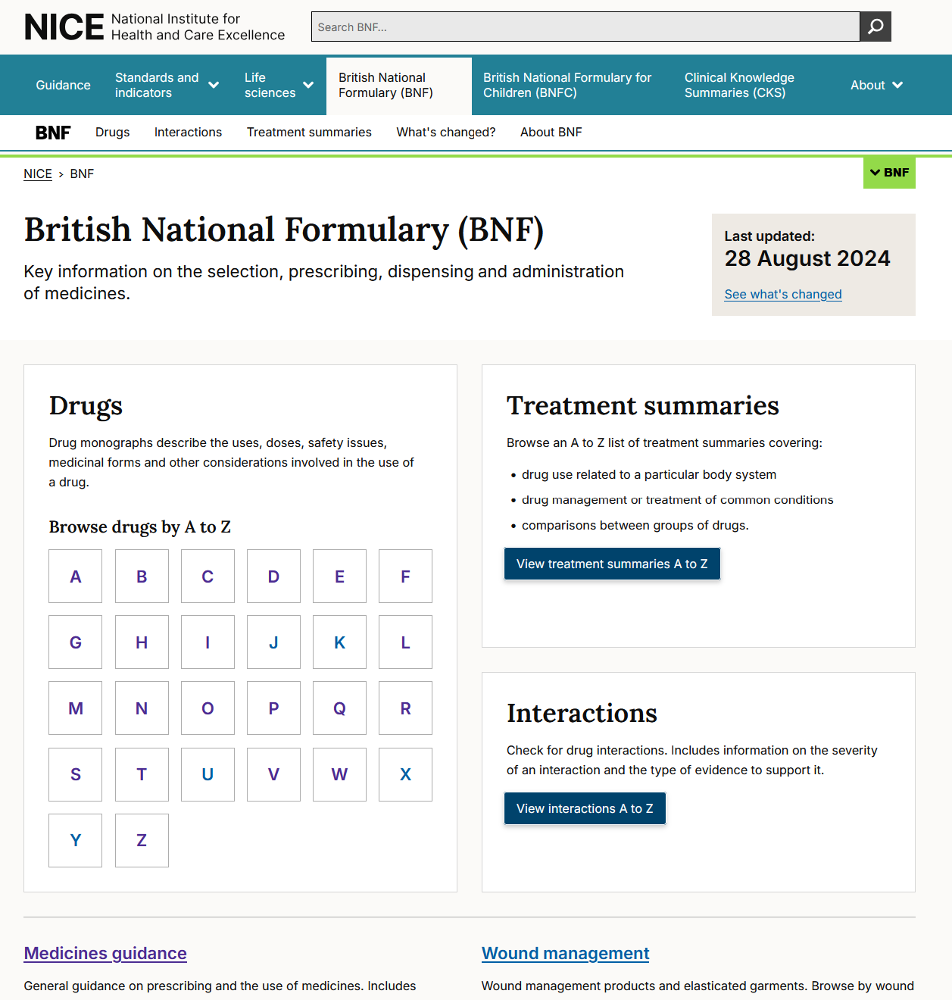 NICE National Institute for
Health and Care Excellence
Search BNF...
Guidance
Standards and
indicators
Life
sciences
British National
Formulary (BNF)
British National Formulary for
Children (BNFC)
Clinical Knowledge
Summaries (CKS)
About
BNF Drugs Interactions Treatment summaries What's changed? About BNF
NICE › BNF
BNF
British National Formulary (BNF)
Key information on the selection, prescribing, dispensing and administration
of medicines.
Last updated:
28 August 2024
See what's changed
Drugs
Drug monographs describe the uses, doses, safety issues,
medicinal forms and other considerations involved in the use of
a drug.
Browse drugs by A to Z
A B C D E F
G H I J K L
M N O P Q R
S T U V W X
Y Z
Treatment summaries
Browse an A to Z list of treatment summaries covering:
• drug use related to a particular body system
• drug management or treatment of common conditions
• comparisons between groups of drugs.
View treatment summaries A to Z
Interactions
Check for drug interactions. Includes information on the severity
of an interaction and the type of evidence to support it.
View interactions A to Z
Medicines guidance
General guidance on prescribing and the use of medicines. Includes
Wound management
Wound management products and elasticated garments. Browse by wound